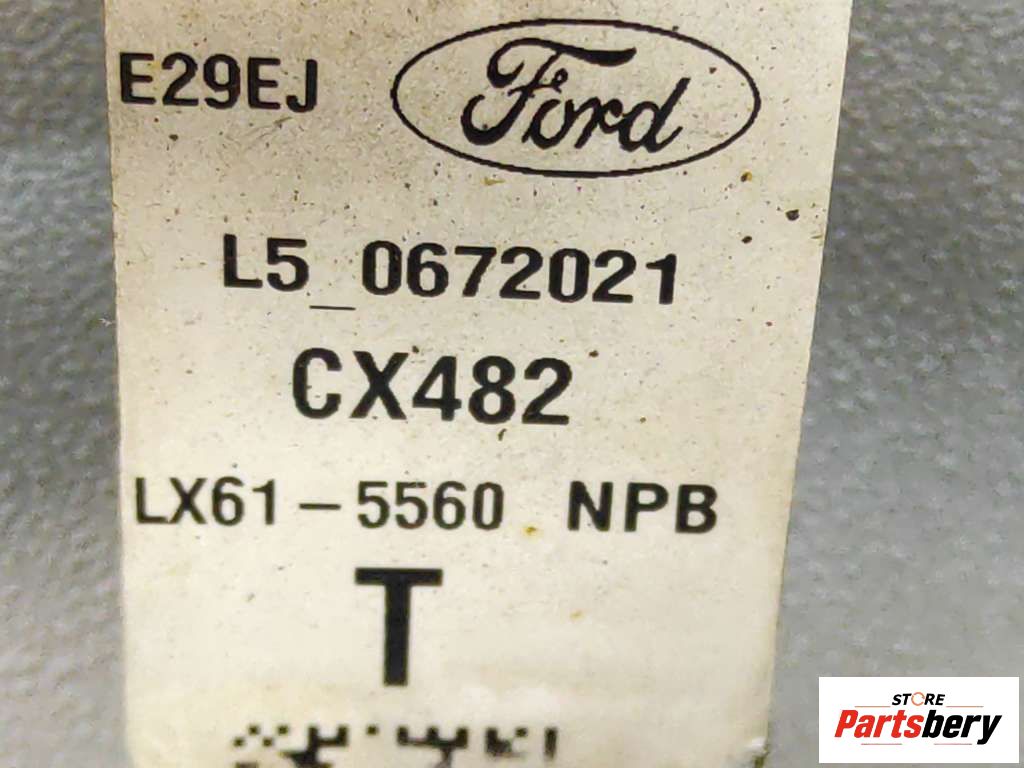 E29EJ Ford
L5_0672021
CX482
LX61-5560 NPB
T
STORE
Partsbery